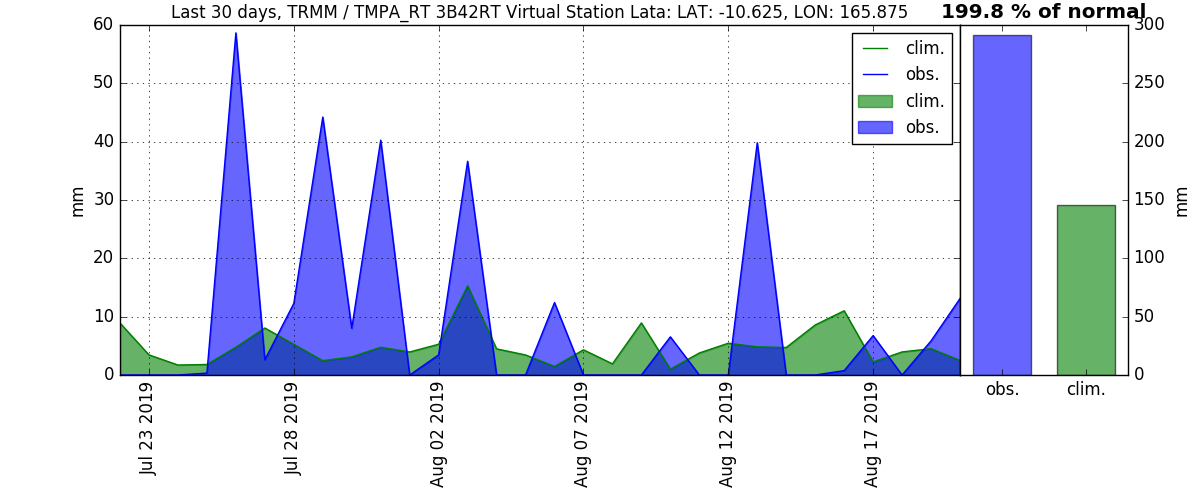 Last 30 days, TRMM / TMPA_RT 3B42RT Virtual Station Lata: LAT: -10.625, LON: 165.875
199.8 % of normal
60
50
40
30
20
10
0
mm
clim.
obs.
clim.
obs.
300
250
200
150
100
50
0
mm
Jul 23 2019
Jul 28 2019
Aug 02 2019
Aug 07 2019
Aug 12 2019
Aug 17 2019
obs.
clim.